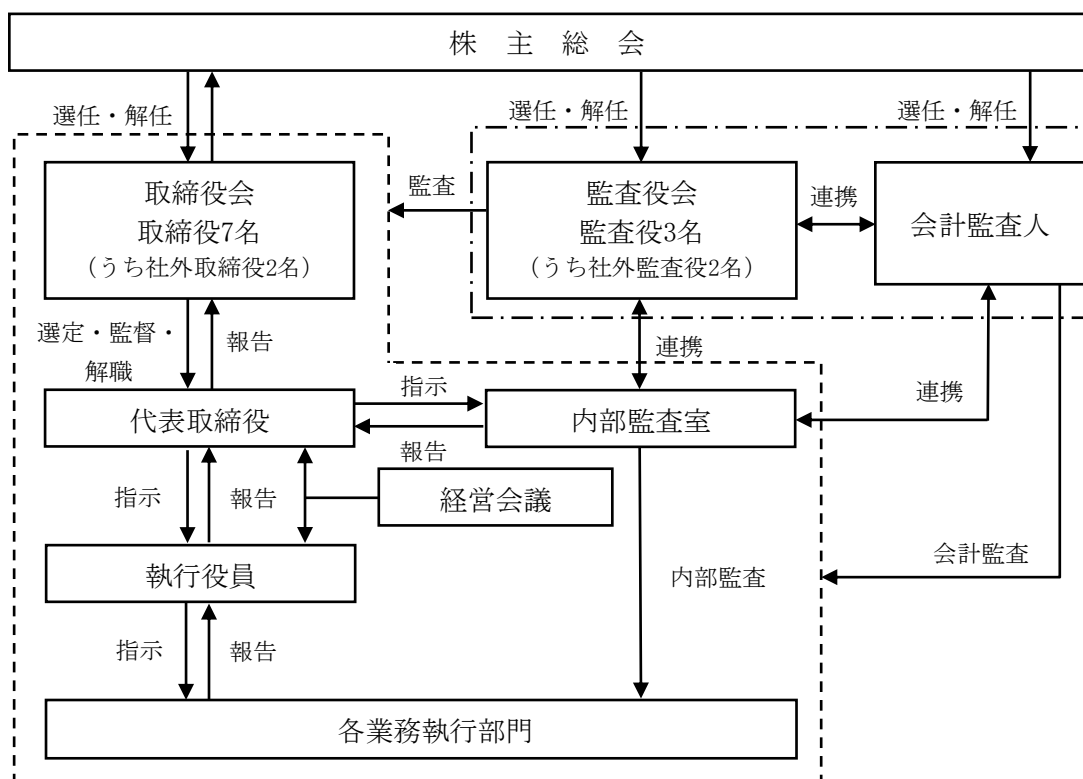 株 主 総 会
選任・解任
選任・解任
選任・解任
取締役会
取締役7名
（うち社外取締役2名）
監査
監査役会
監査役3名
（うち社外監査役2名）
連携
会計監査人
選定・監督・
解職
報告
連携
代表取締役
指示
報告
内部監査室
連携
指示
報告
経営会議
執行役員
内部監査
会計監査
指示
報告
各業務執行部門